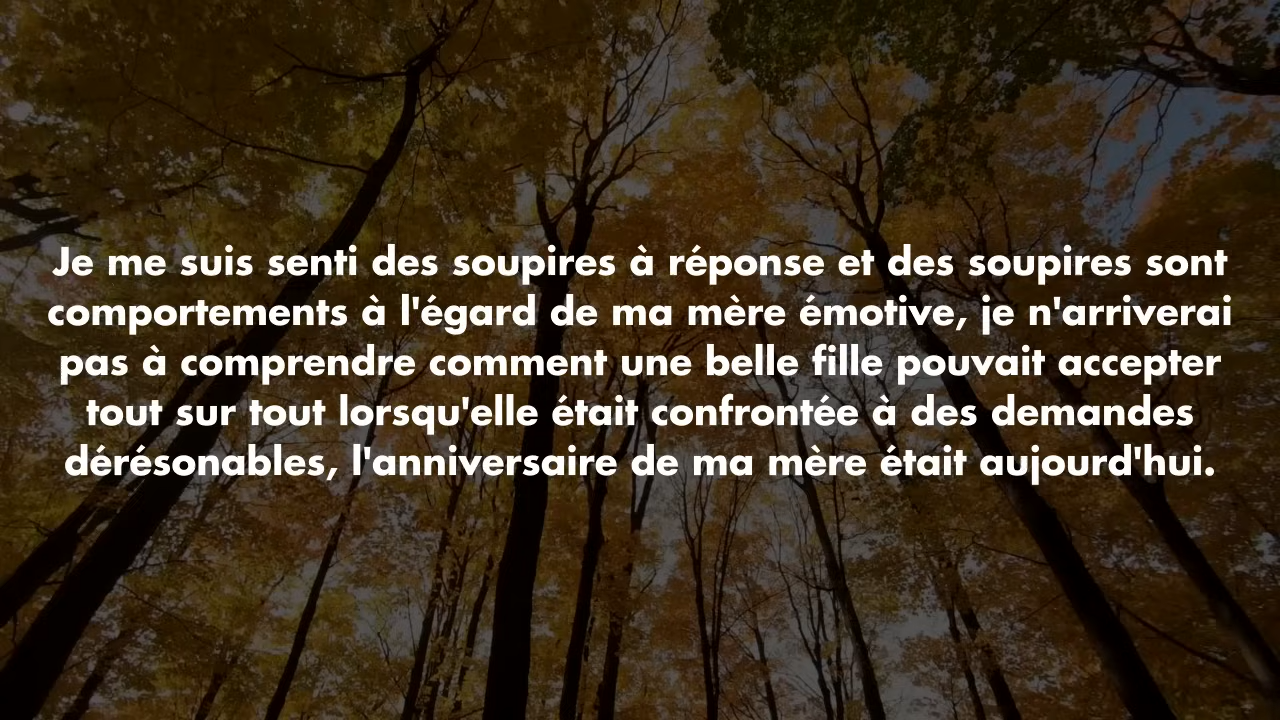 Je me suis senti des soupires à réponse et des soupires sont
comportements à l'égard de ma mère émotive, je n'arriverai
pas à comprendre comment une belle fille pouvait accepter
tout sur tout lorsqu'elle était confrontée à des demandes
dérésonables, l'anniversaire de ma mère était aujourd'hui.